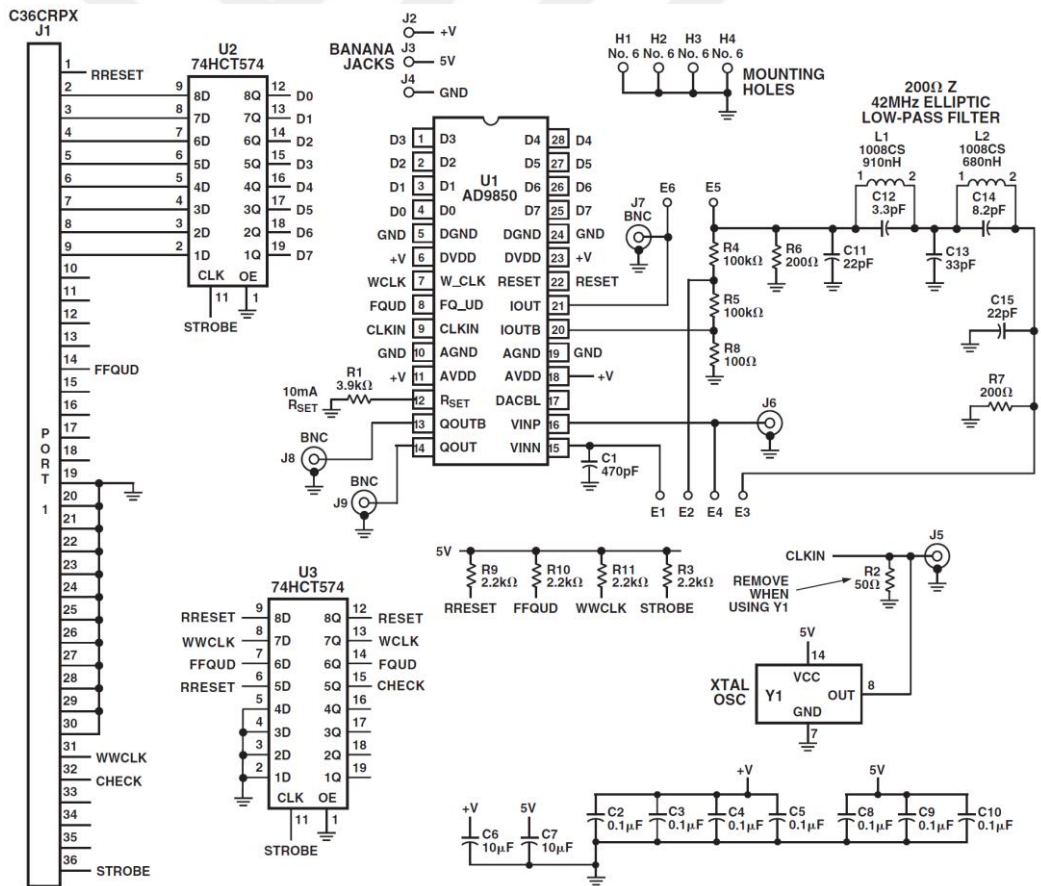 C36CRPX
J1
PORT 1
1 RRESET
2
3
4
5
6
7
8
9
10
11
12
13
14 FFQUD
15
16
17
18
19
20
21
22
23
24
25
26
27
28
29
30
31 WWCLK
32 CHECK
33
34
35
36 STROBE
U2
74HCT574
9 8D 8Q 12 D0
8 7D 7Q 13 D1
7 6D 6Q 14 D2
6 5D 5Q 15 D3
5 4D 4Q 16 D4
4 3D 3Q 17 D5
3 2D 2Q 18 D6
2 1D 1Q 19 D7
CLK OE
11 1
STROBE
BANANA
JACKS
J2 +V
J3 5V
J4 GND
H1 H2 H3 H4
No. 6 No. 6 No. 6 No. 6
MOUNTING
HOLES
U1
AD9850
D3 1 D3 D4 28 D4
D2 2 D2 D5 27 D5
D1 3 D1 D6 26 D6
D0 4 D0 D7 25 D7
GND 5 DGND DGND 24 GND
+V 6 DVDD DVDD 23 +V
WCLK 7 W_CLK RESET 22 RESET
FQUD 8 FQ_UD IOUT 21
CLKIN 9 CLKIN IOUTB 20
GND 10 AGND AGND 19 GND
+V 11 AVDD AVDD 18 +V
12 RSET DACBL 17
13 QOUTB VINP 16
14 QOUT VINN 15
R1
3.9kΩ
10mA
RSET
BNC
J8
BNC
J9
J7
BNC
E6
E5
C1
470pF
J6
E1 E2 E4 E3
R4
100kΩ
R5
100kΩ
R8
100Ω
R6
200Ω
C11
22pF
200Ω Z
42MHz ELLIPTIC
LOW-PASS FILTER
L1
1008CS
910nH
1 2
C12
3.3pF
L2
1008CS
680nH
1 2
C14
8.2pF
C13
33pF
C15
22pF
R7
200Ω
U3
74HCT574
RRESET 9 8D 8Q 12 RESET
WWCLK 8 7D 7Q 13 WCLK
FFQUD 7 6D 6Q 14 FQUD
RRESET 6 5D 5Q 15 CHECK
5 4D 4Q 16
4 3D 3Q 17
3 2D 2Q 18
2 1D 1Q 19
CLK OE
11 1
STROBE
5V
R9
2.2kΩ
R10
2.2kΩ
R11
2.2kΩ
R3
2.2kΩ
RRESET FFQUD WWCLK STROBE
CLKIN
J5
R2
50Ω
REMOVE
WHEN
USING Y1
5V
14
VCC
XTAL
OSC
Y1
OUT 8
GND
7
+V 5V
C6
10μF
C7
10μF
+V
C2
0.1μF
C3
0.1μF
C4
0.1μF
C5
0.1μF
5V
C8
0.1μF
C9
0.1μF
C10
0.1μF